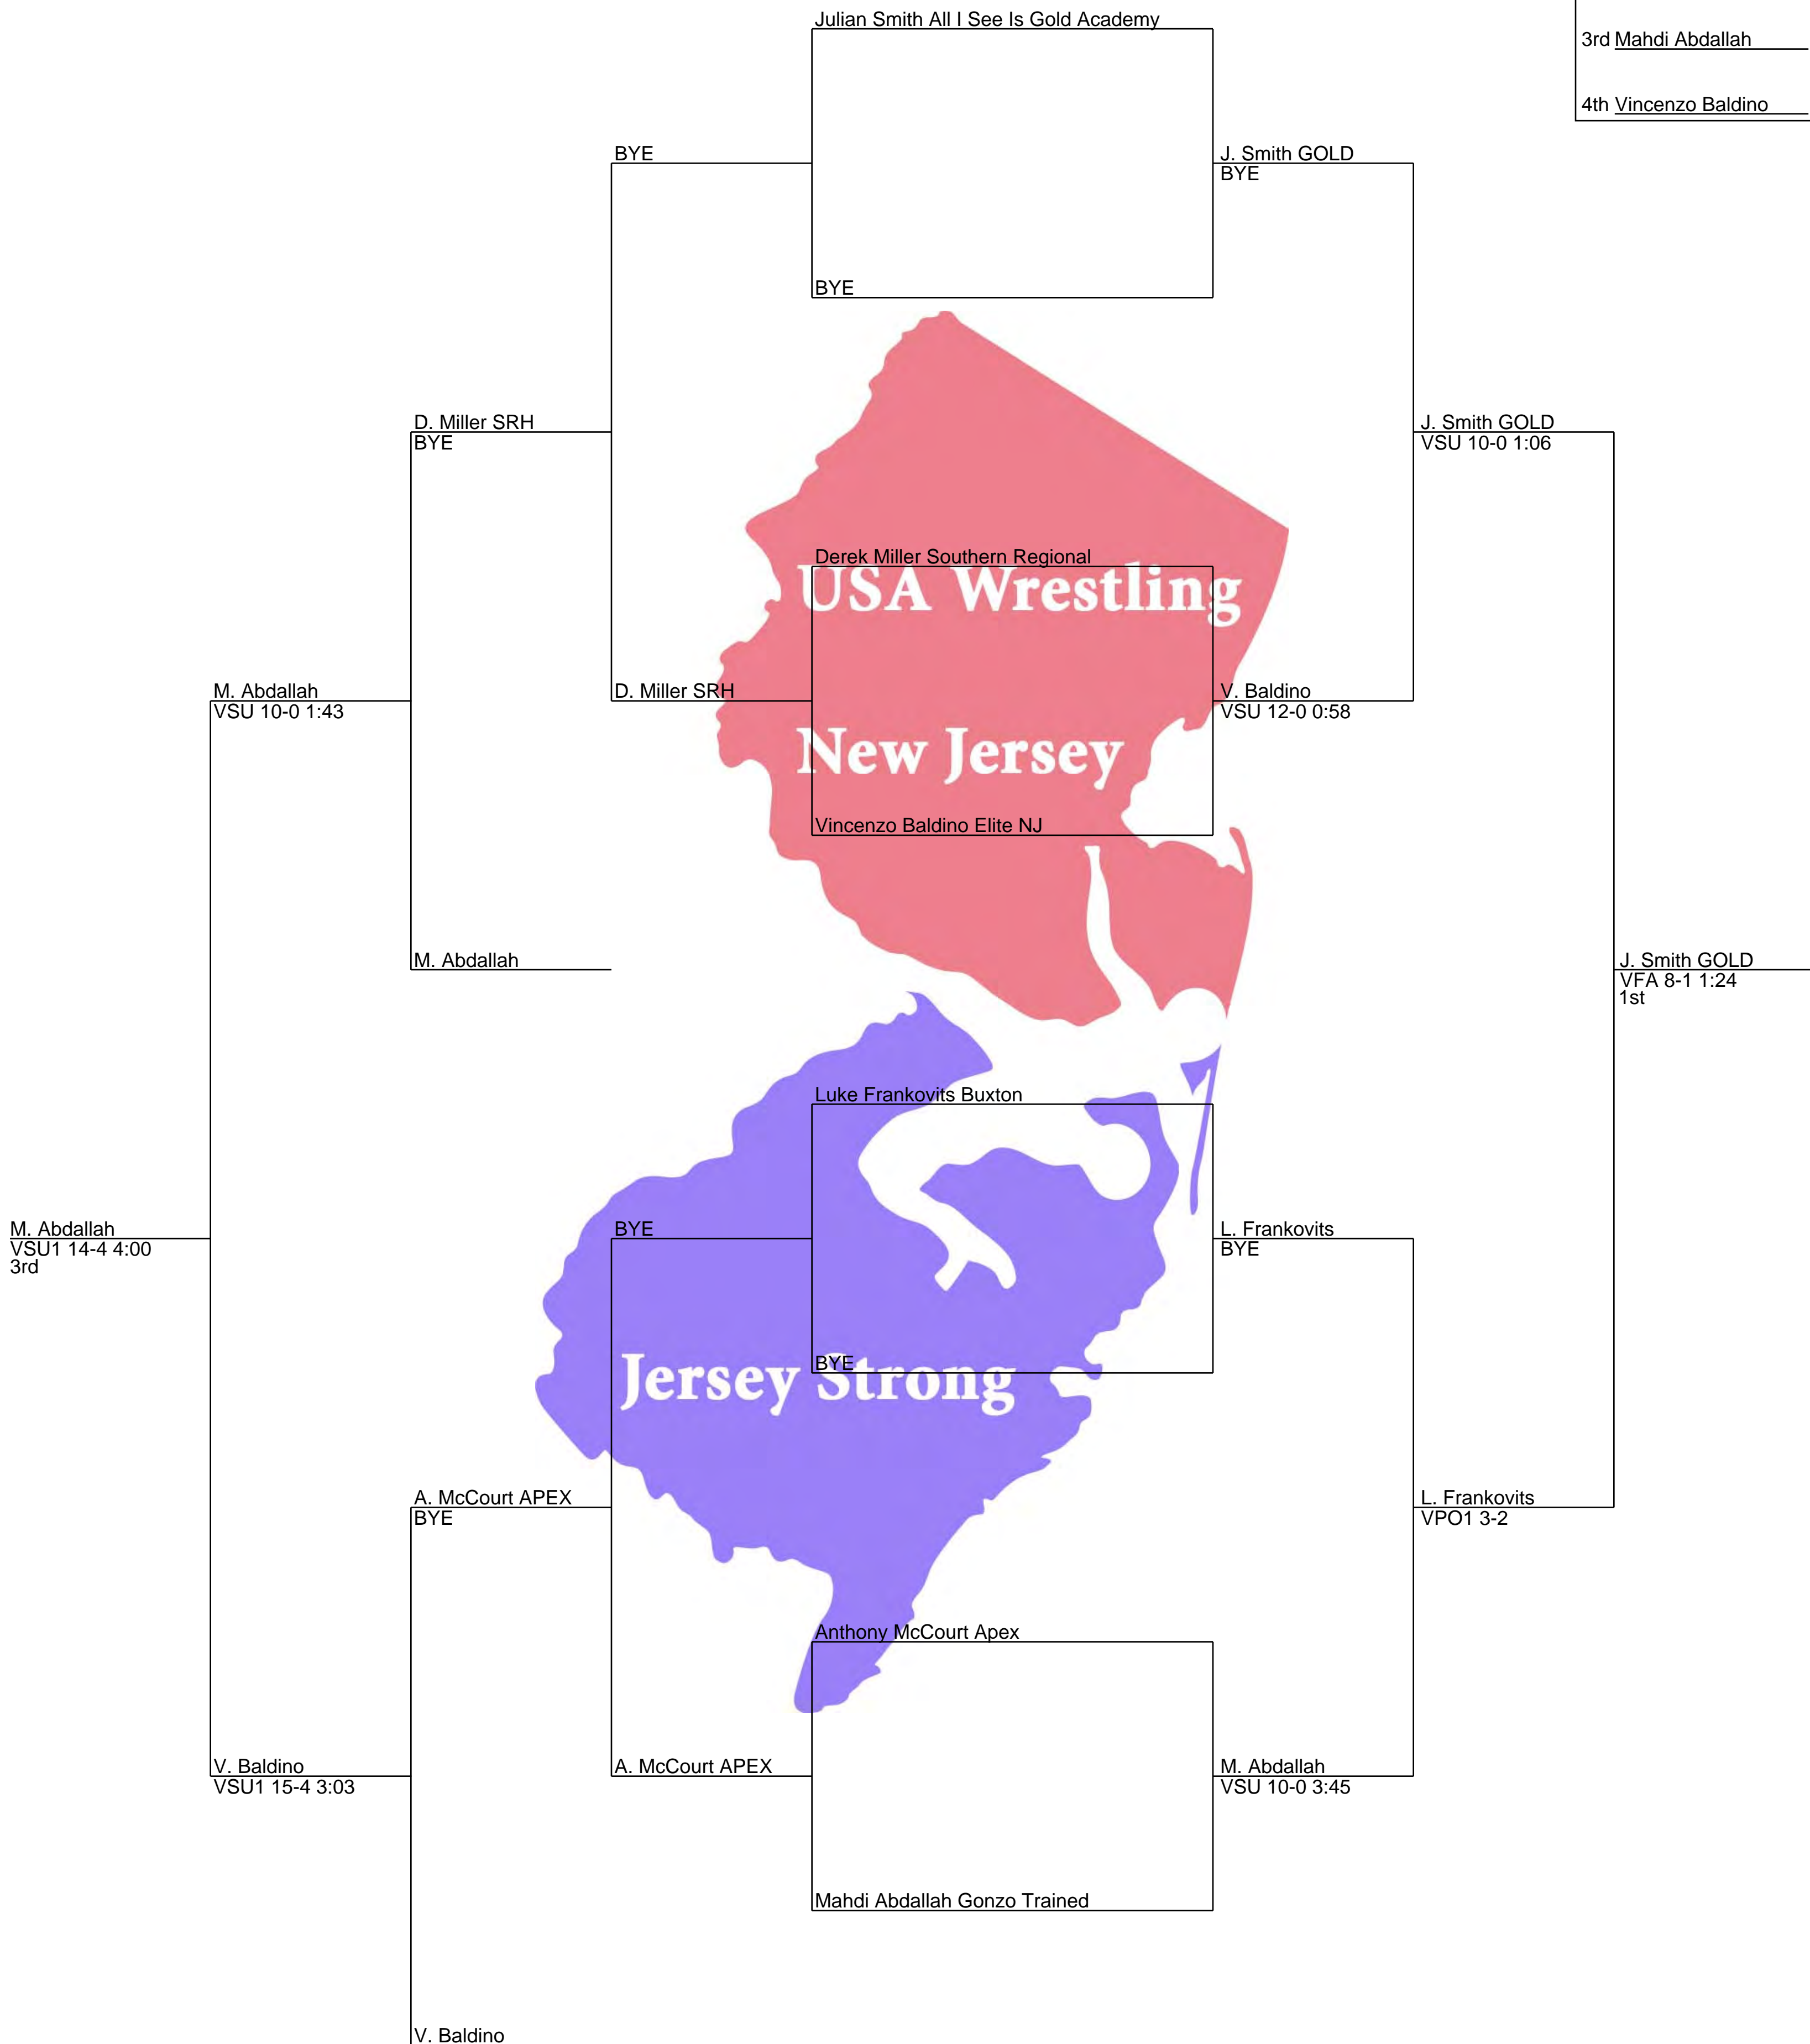 Julian Smith All I See Is Gold Academy
3rd Mahdi Abdallah
4th Vincenzo Baldino
BYE
J. Smith GOLD
BYE
BYE
D. Miller SRH
BYE
J. Smith GOLD
VSU 10-0 1:06
Derek Miller Southern Regional
USA Wrestling
M. Abdallah
VSU 10-0 1:43
D. Miller SRH
V. Baldino
VSU 12-0 0:58
New Jersey
Vincenzo Baldino Elite NJ
M. Abdallah
J. Smith GOLD
VFA 8-1 1:24
1st
Luke Frankovits Buxton
M. Abdallah
VSU1 14-4 4:00
3rd
BYE
L. Frankovits
BYE
Jersey Strong
BYE
A. McCourt APEX
BYE
L. Frankovits
VPO1 3-2
Anthony McCourt Apex
V. Baldino
VSU1 15-4 3:03
A. McCourt APEX
M. Abdallah
VSU 10-0 3:45
Mahdi Abdallah Gonzo Trained
V. Baldino